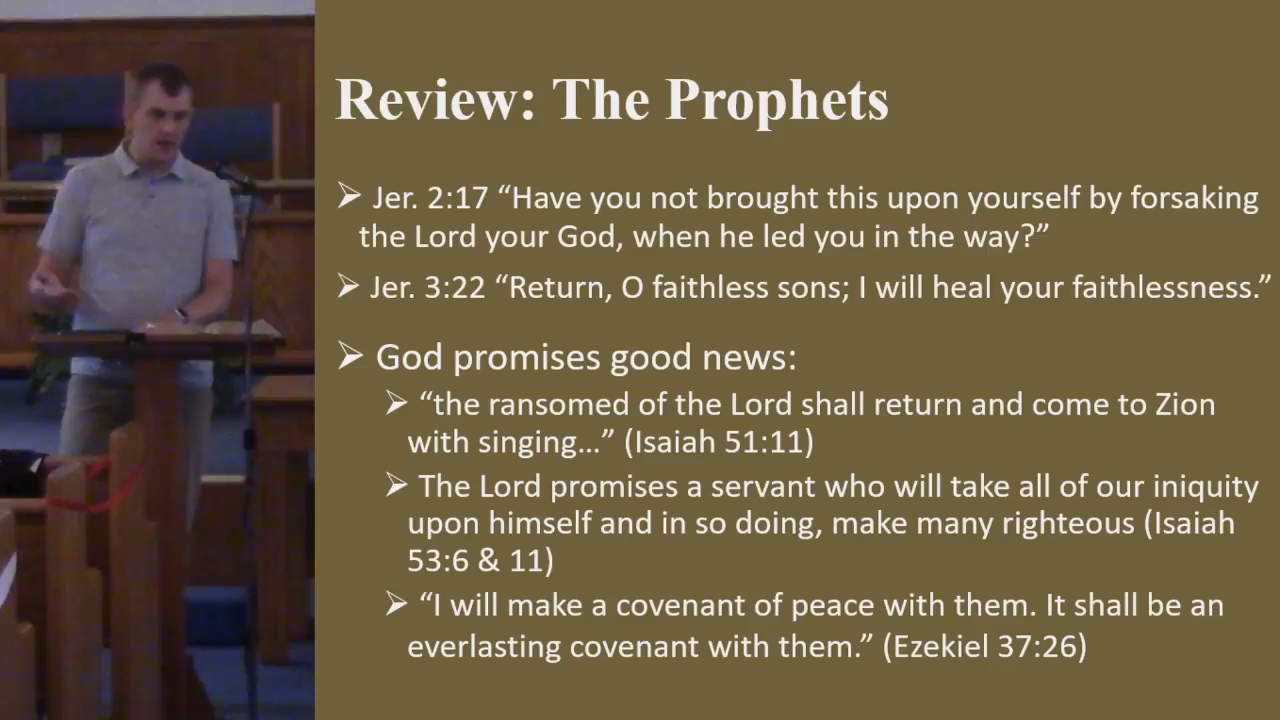 Review: The Prophets
➢ Jer. 2:17 “Have you not brought this upon yourself by forsaking
the Lord your God, when he led you in the way?”
➢ Jer. 3:22 “Return, O faithless sons; I will heal your faithlessness.”
➢ God promises good news:
➢ “the ransomed of the Lord shall return and come to Zion
with singing…” (Isaiah 51:11)
➢ The Lord promises a servant who will take all of our iniquity
upon himself and in so doing, make many righteous (Isaiah
53:6 & 11)
➢ “I will make a covenant of peace with them. It shall be an
everlasting covenant with them.” (Ezekiel 37:26)